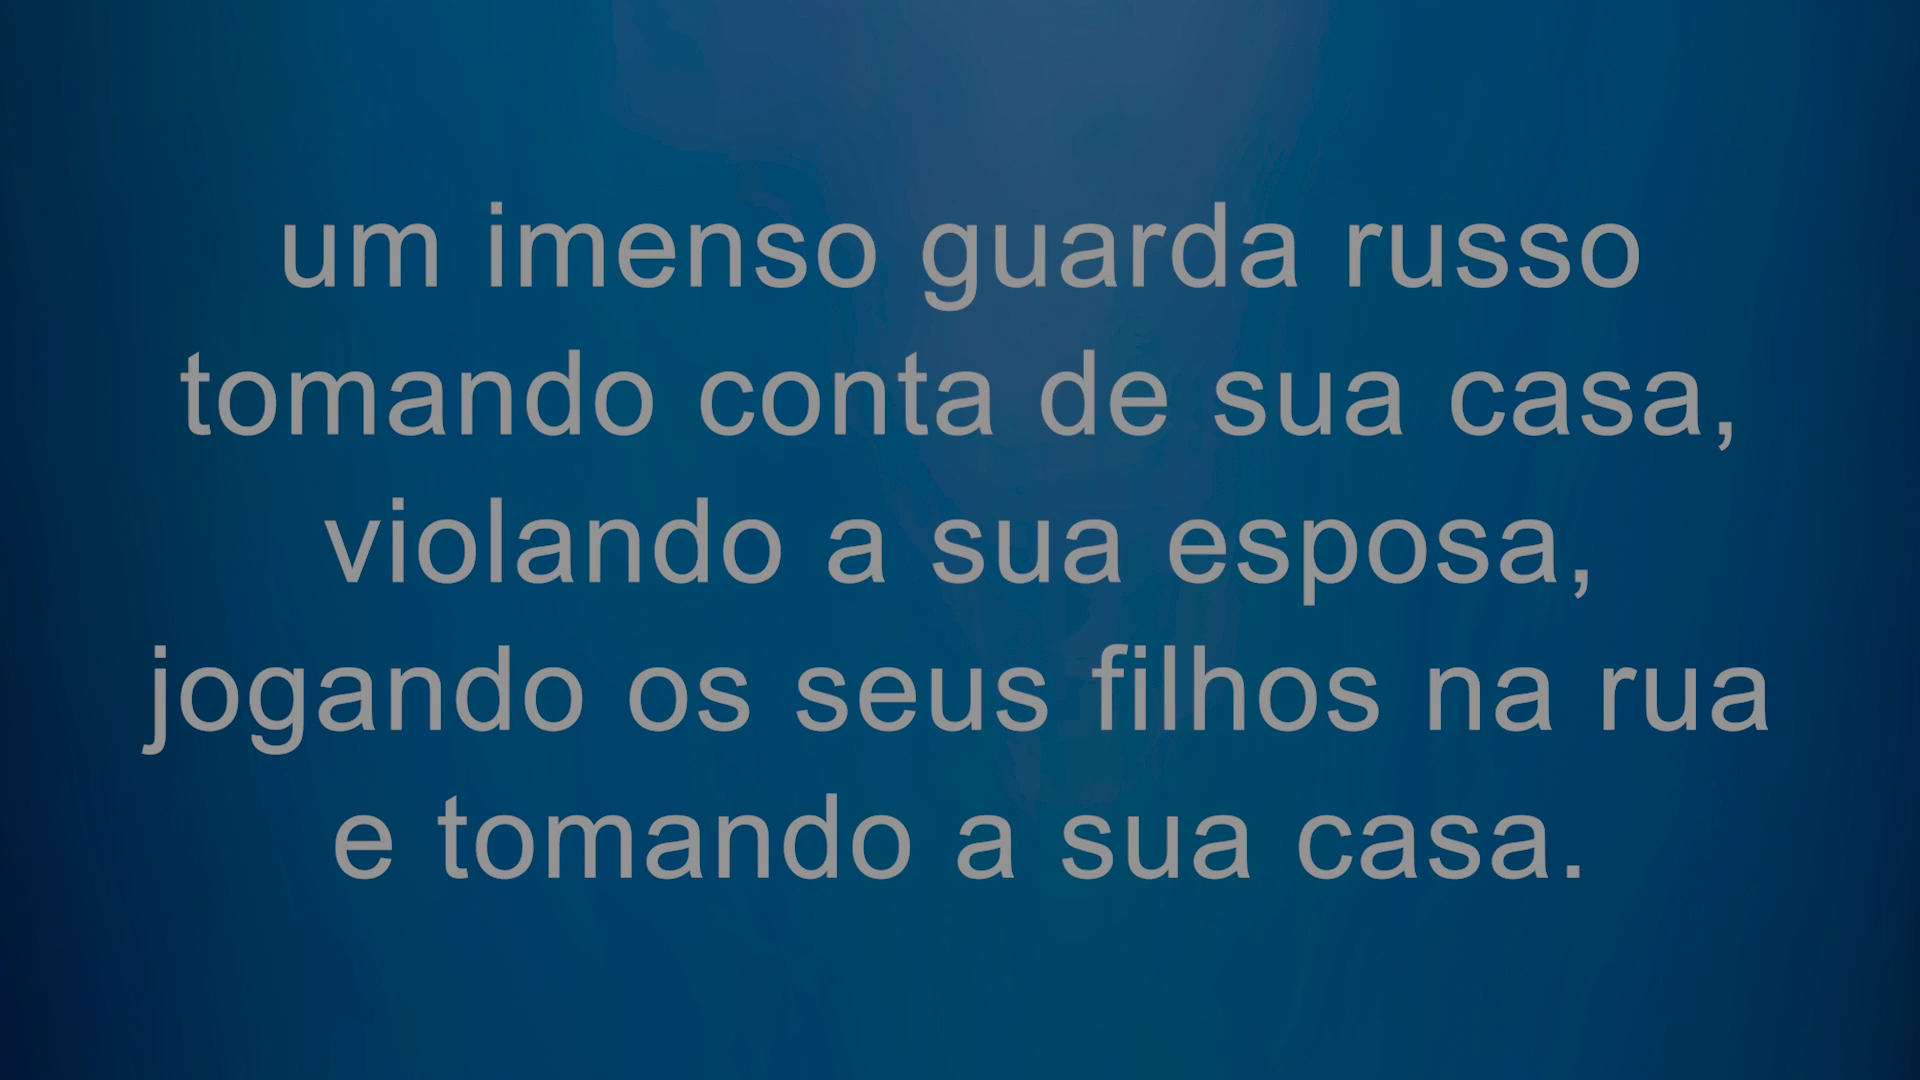 um imenso guarda russo
tomando conta de sua casa,
violando a sua esposa,
jogando os seus filhos na rua
e tomando a sua casa.